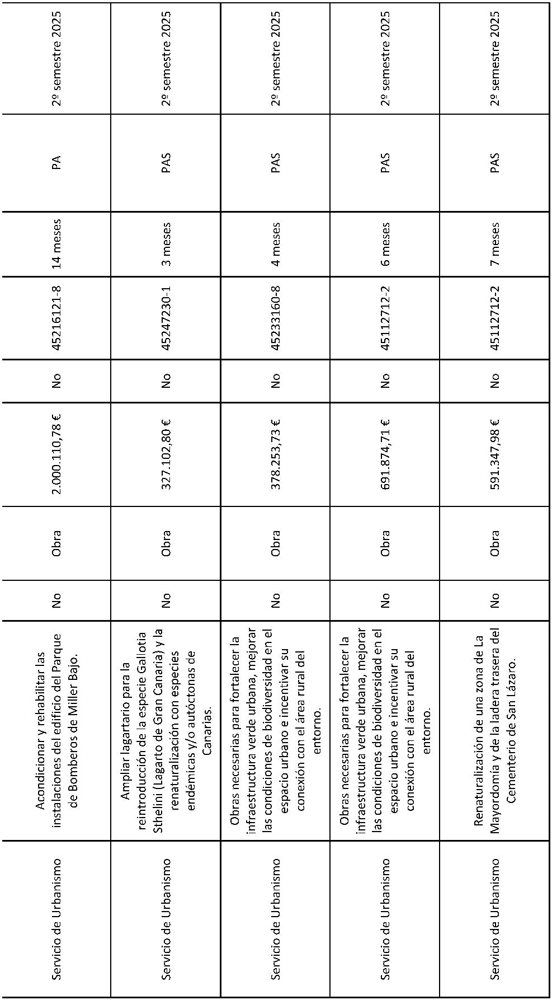 Servicio de Urbanismo
Acondicionar y rehabilitar las
instalaciones del edificio del Parque
de Bomberos de Miller Bajo.
No
Obra
2.000.110,78 €
No
45216121-8
14 meses
PA
2º semestre 2025
Servicio de Urbanismo
Ampliar lagartario para la
reintroducción de la especie Gallotia
Sthelini (Lagarto de Gran Canaria) y la
renaturalización con especies
endémicas y/o autóctonas de
Canarias.
No
Obra
327.102,80 €
No
45247230-1
3 meses
PAS
2º semestre 2025
Servicio de Urbanismo
Obras necesarias para fortalecer la
infraestructura verde urbana, mejorar
las condiciones de biodiversidad en el
espacio urbano e incentivar su
conexión con el área rural del
entorno.
No
Obra
378.253,73 €
No
45233160-8
4 meses
PAS
2º semestre 2025
Servicio de Urbanismo
Obras necesarias para fortalecer la
infraestructura verde urbana, mejorar
las condiciones de biodiversidad en el
espacio urbano e incentivar su
conexión con el área rural del
entorno.
No
Obra
691.874,71 €
No
45112712-2
6 meses
PAS
2º semestre 2025
Servicio de Urbanismo
Renaturalización de una zona de La
Mayordomía y de la ladera trasera del
Cementerio de San Lázaro.
No
Obra
591.347,98 €
No
45112712-2
7 meses
PAS
2º semestre 2025